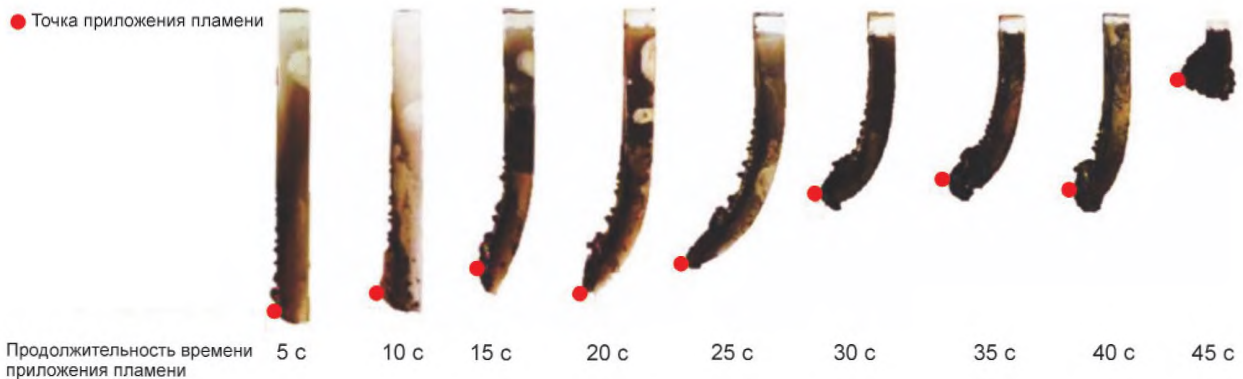 Точка приложения пламени
Продолжительность времени
приложения пламени
5 с 10 с 15 с 20 с 25 с 30 с 35 с 40 с 45 с